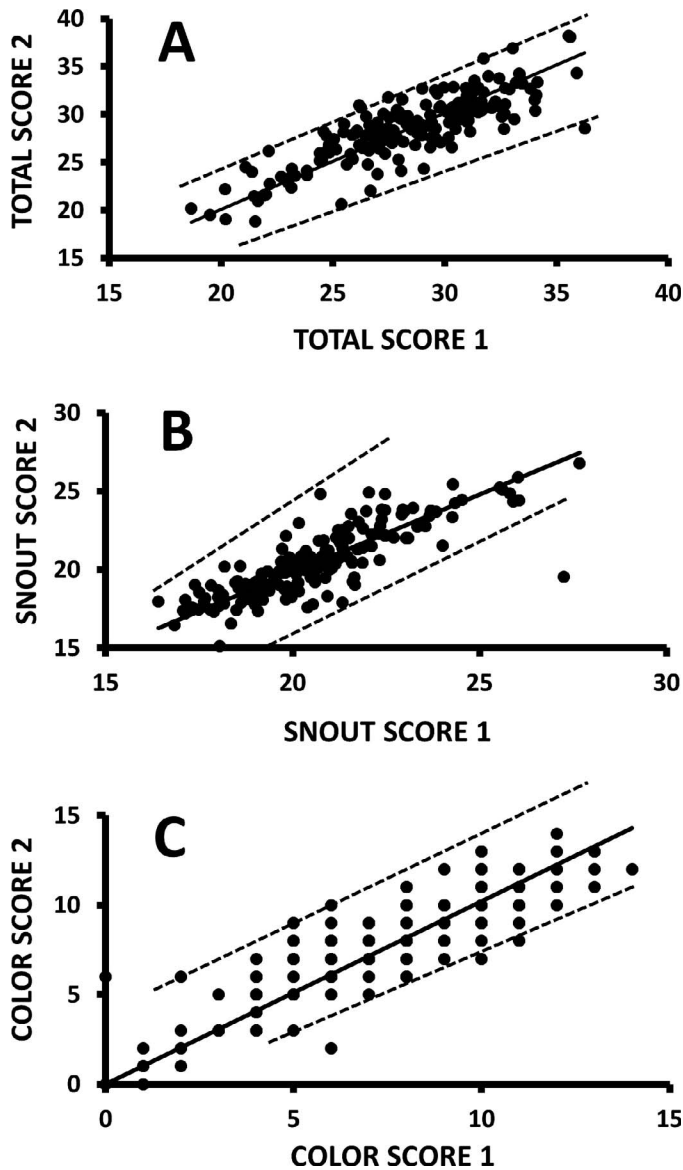 A
TOTAL SCORE 2
40
35
30
25
20
15
15 20 25 30 35 40
TOTAL SCORE 1
B
SNOUT SCORE 2
30
25
20
15
15 20 25 30
SNOUT SCORE 1
C
COLOR SCORE 2
15
10
5
0
0 5 10 15
COLOR SCORE 1